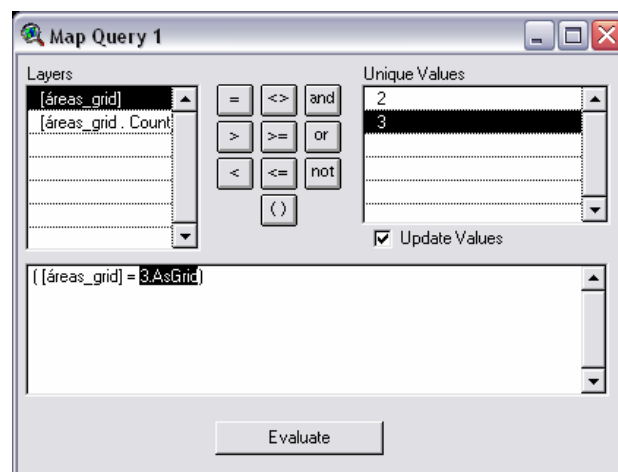 Map Query 1
Layers
Unique Values
[áreas_grid]
[áreas_grid . Count
= <> and
> >= or
< <= not
( )
2
3
Update Values
( [áreas_grid] = 3.AsGrid)
Evaluate